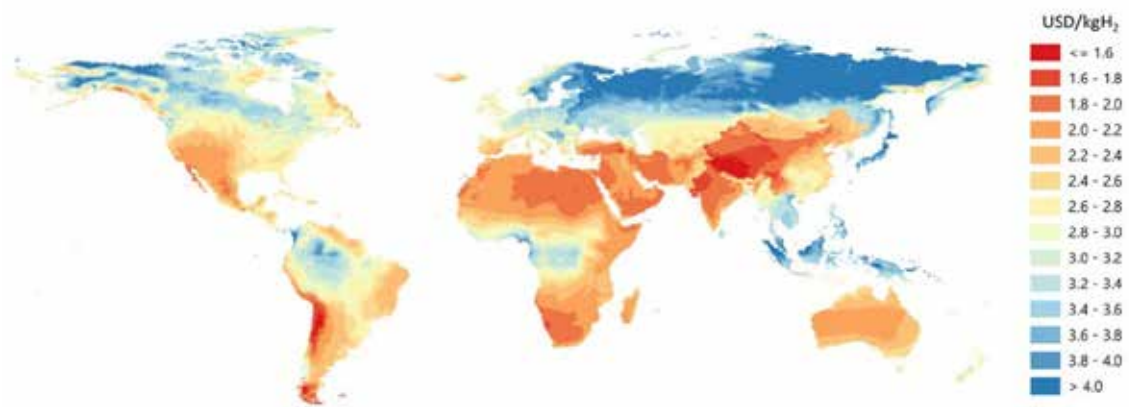 USD/kgH₂
<= 1.6
1.6 - 1.8
1.8 - 2.0
2.0 - 2.2
2.2 - 2.4
2.4 - 2.6
2.6 - 2.8
2.8 - 3.0
3.0 - 3.2
3.2 - 3.4
3.4 - 3.6
3.6 - 3.8
3.8 - 4.0
> 4.0